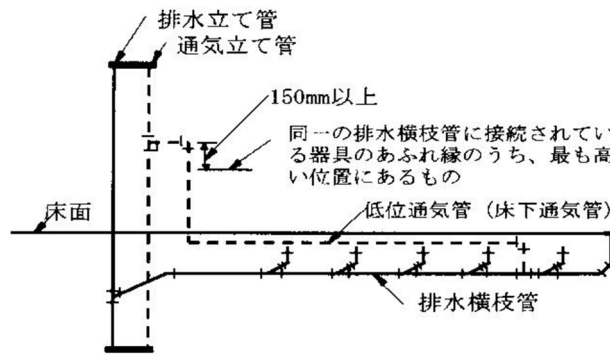 排水立て管
通気立て管
150mm以上
同一の排水横枝管に接続されてい
る器具のあふれ縁のうち、最も高
い位置にあるもの
床面
低位通気管（床下通気管）
排水横枝管